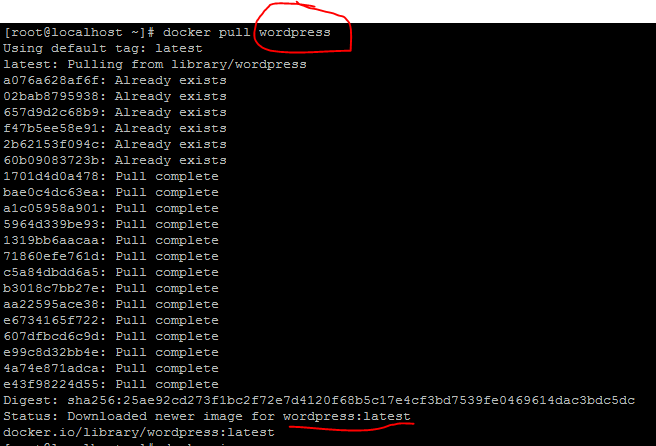 [root@localhost ~]# docker pull wordpress
Using default tag: latest
latest: Pulling from library/wordpress
a076a628af6f: Already exists
02bab8795938: Already exists
657d9d2c68b9: Already exists
f47b5ee58e91: Already exists
2b62153f094c: Already exists
60b09083723b: Already exists
1701d4d0a478: Pull complete
bae0c4dc63ea: Pull complete
a1c05958a901: Pull complete
5964d339be93: Pull complete
1319bb6aacaa: Pull complete
71860efe761d: Pull complete
c5a84dbdd6a5: Pull complete
b3018c7bb27e: Pull complete
aa22595ace38: Pull complete
e6734165f722: Pull complete
607dfbcd6c9d: Pull complete
e99c8d32bb4e: Pull complete
4a74e871adca: Pull complete
e43f98224d55: Pull complete
Digest: sha256:25ae92cd273f1bc2f72e7d4120f68b5c17e4cf3bd7539fe0469614dac3bdc5dc
Status: Downloaded newer image for wordpress:latest
docker.io/library/wordpress:latest